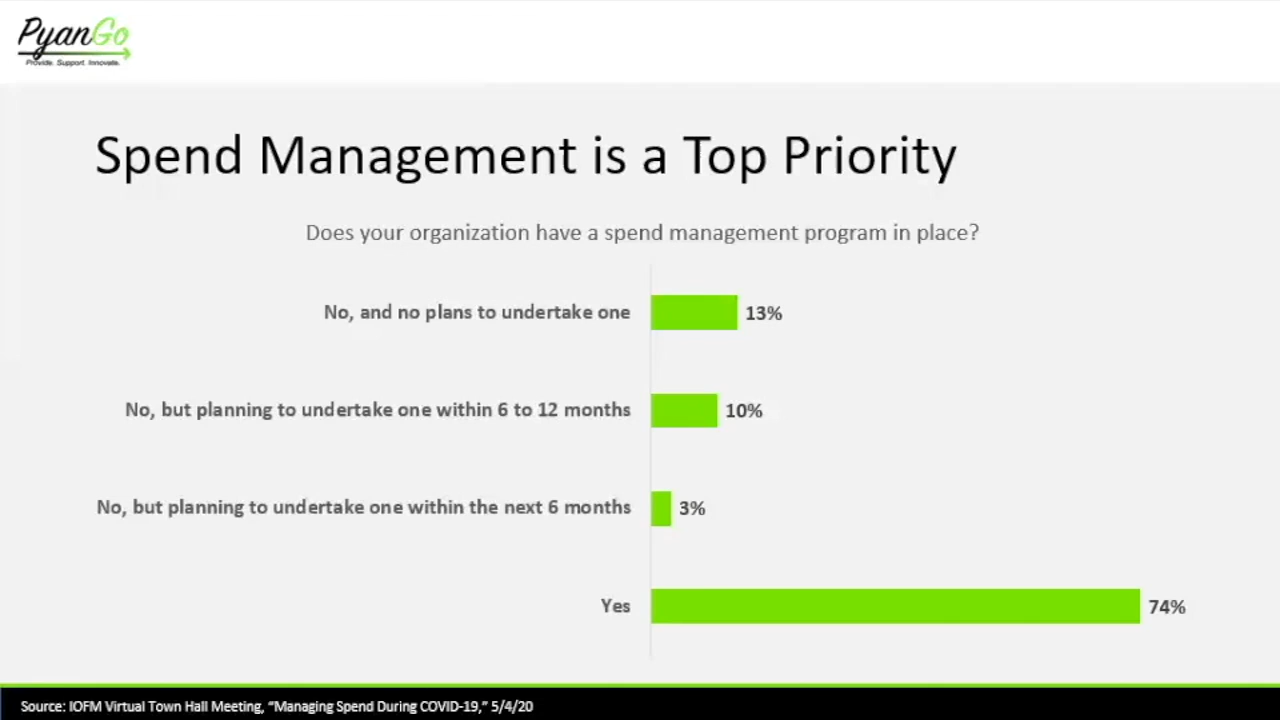 PyanGo
Provide. Support. Innovate.
Spend Management is a Top Priority
Does your organization have a spend management program in place?
No, and no plans to undertake one 13%
No, but planning to undertake one within 6 to 12 months 10%
No, but planning to undertake one within the next 6 months 3%
Yes 74%
Source: IOFM Virtual Town Hall Meeting, “Managing Spend During COVID-19,” 5/4/20